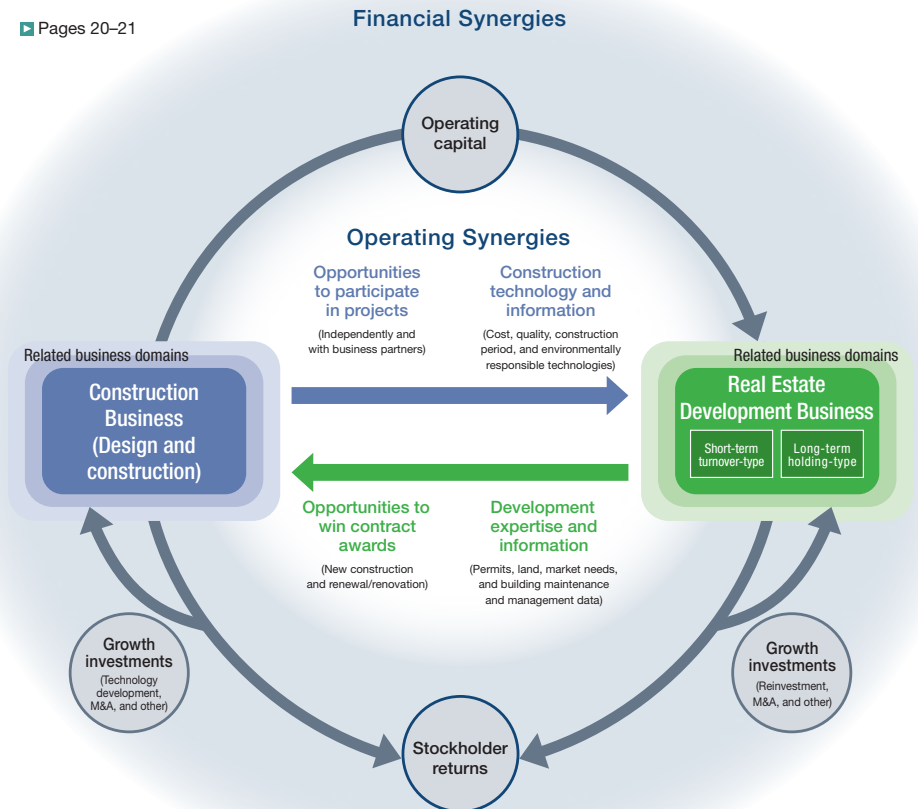 Pages 20–21
Financial Synergies
Operating
capital
Operating Synergies
Opportunities
to participate
in projects
(Independently and
with business partners)
Construction
technology and
information
(Cost, quality, construction
period, and environmentally
responsible technologies)
Related business domains
Construction
Business
(Design and
construction)
Related business domains
Real Estate
Development Business
Short-term
turnover-type
Long-term
holding-type
Opportunities to
win contract
awards
(New construction
and renewal/renovation)
Development
expertise and
information
(Permits, land, market needs,
and building maintenance
and management data)
Growth
investments
(Technology
development,
M&A, and other)
Growth
investments
(Reinvestment,
M&A, and other)
Stockholder
returns